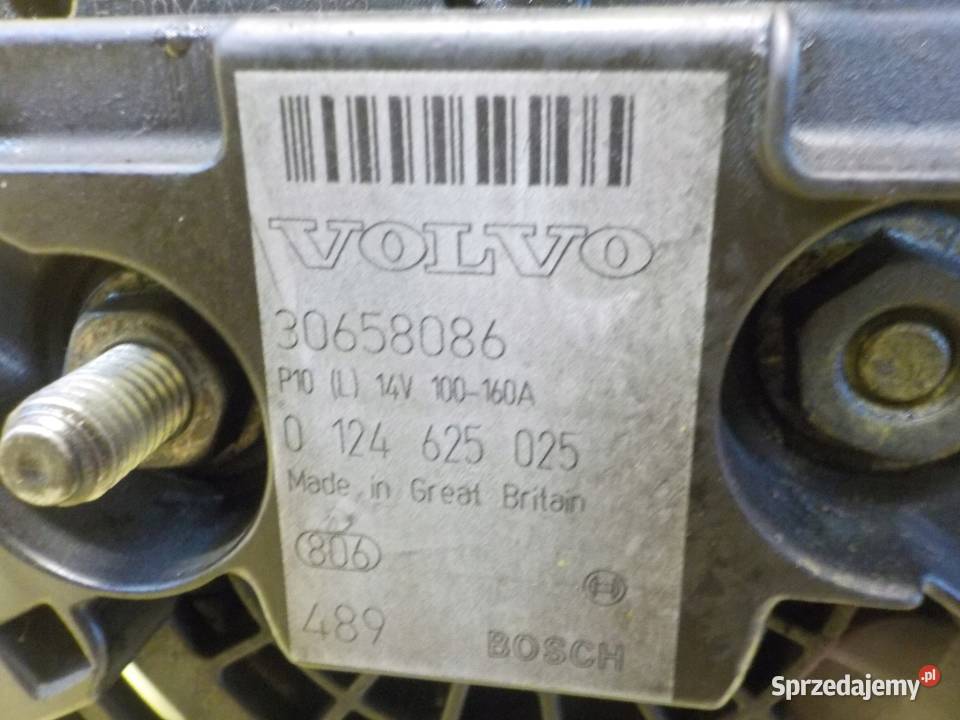 VOLVO
30658086
P10 (L) 14V 100-160A
0 124 625 025
Made in Great Britain
806
489
BOSCH
Sprzedajemy.pl